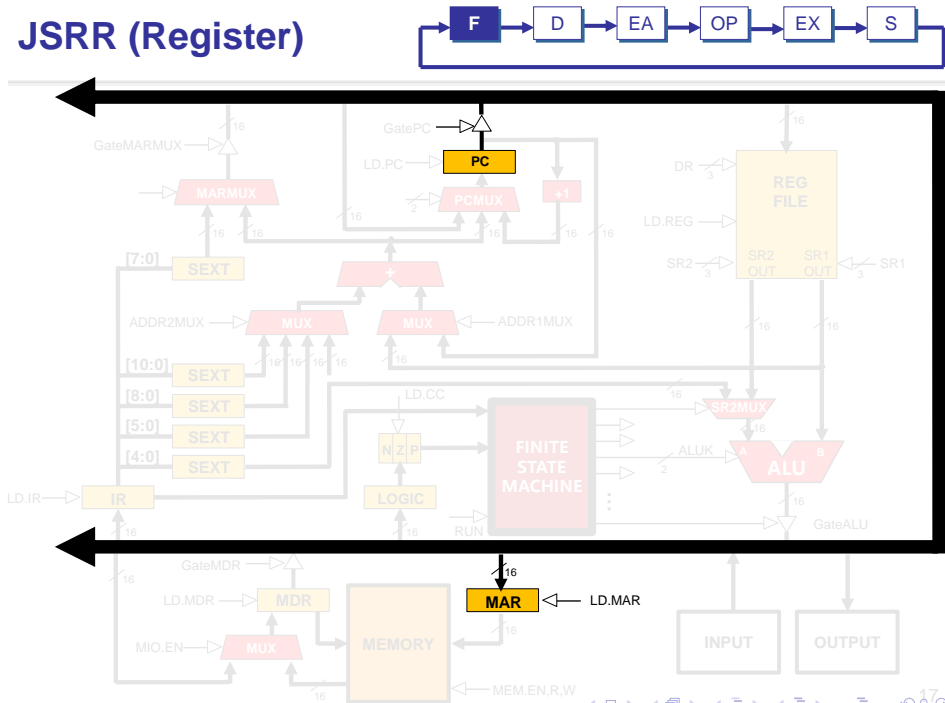 JSRR (Register)
F D EA OP EX S
16
GatePC
16
GateMARMUX
LD.PC
PC
DR
3
REG
FILE
MARMUX
2
PCMUX
+1
LD.REG
16
16
16
16
16
16
[7:0]
SEXT
SR2
3
SR2
OUT
SR1
OUT
3
SR1
+
ADDR2MUX
MUX
MUX
ADDR1MUX
16
16
16
16
16
16
16
[10:0]
SEXT
LD.CC
16
[8:0]
SEXT
SR2MUX
[5:0]
SEXT
N Z P
FINITE
STATE
MACHINE
16
ALUK
2
A
B
ALU
[4:0]
SEXT
LD.IR
IR
LOGIC
16
RUN
GateALU
16
16
GateMDR
16
16
LD.MDR
MDR
MAR
LD.MAR
MIO.EN
MUX
MEMORY
16
INPUT
OUTPUT
16
MEM.EN,R,W
17